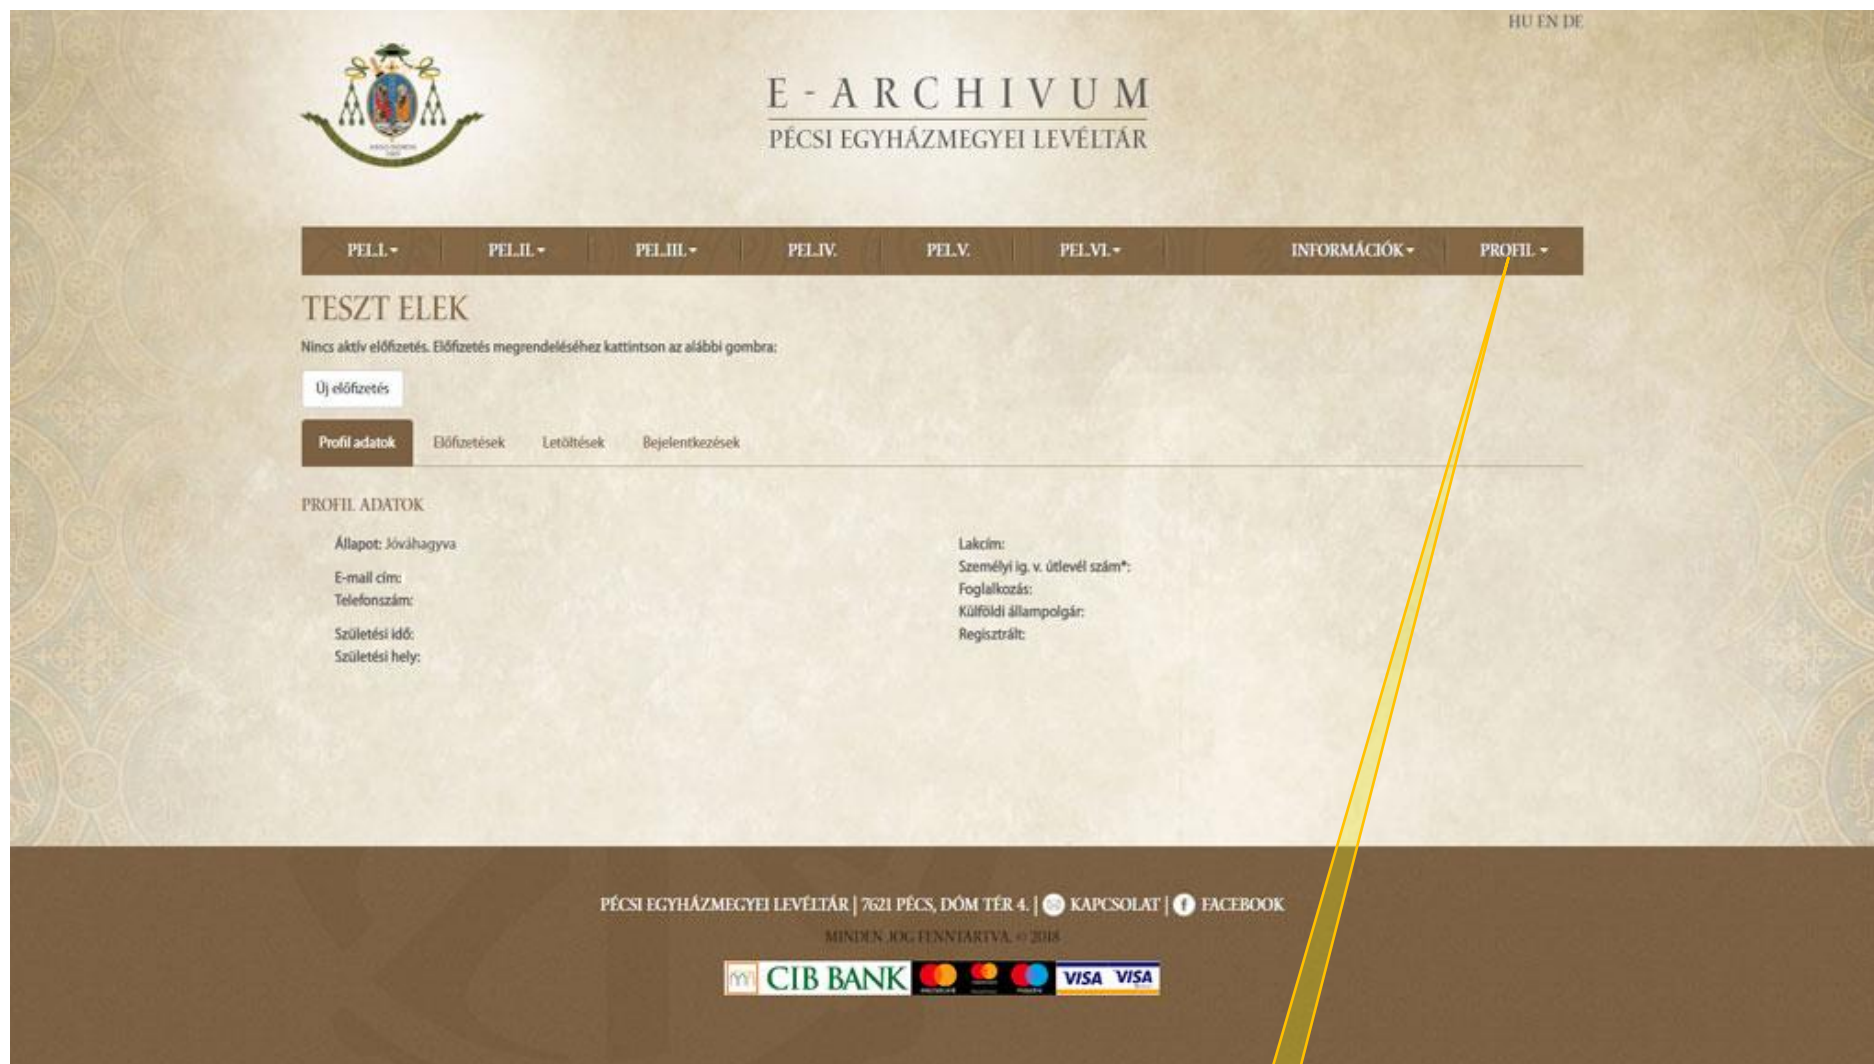 HU EN DE
E - ARCHIVUM
PÉCSI EGYHÁZMEGYEI LEVÉLTÁR
PEL.I. PEL.II. PEL.III. PEL.IV. PEL.V. PEL.VI. INFORMÁCIÓK PROFIL
TESZT ELEK
Nincs aktív előfizetés. Előfizetés megrendeléséhez kattintson az alábbi gombra:
Új előfizetés
Profil adatok Előfizetések Letöltések Bejelentkezések
PROFIL ADATOK
Állapot: Jóváhagyva
E-mail cím:
Telefonszám:
Születési idő:
Születési hely:
Lakcím:
Személyi ig. v. útlevél szám*:
Foglalkozás:
Külföldi állampolgár:
Regisztrált:
PÉCSI EGYHÁZMEGYEI LEVÉLTÁR | 7621 PÉCS, DÓM TÉR 4. | KAPCSOLAT | FACEBOOK
MINDEN JOG FENNTARTVA. © 2018
CIB BANK VISA VISA